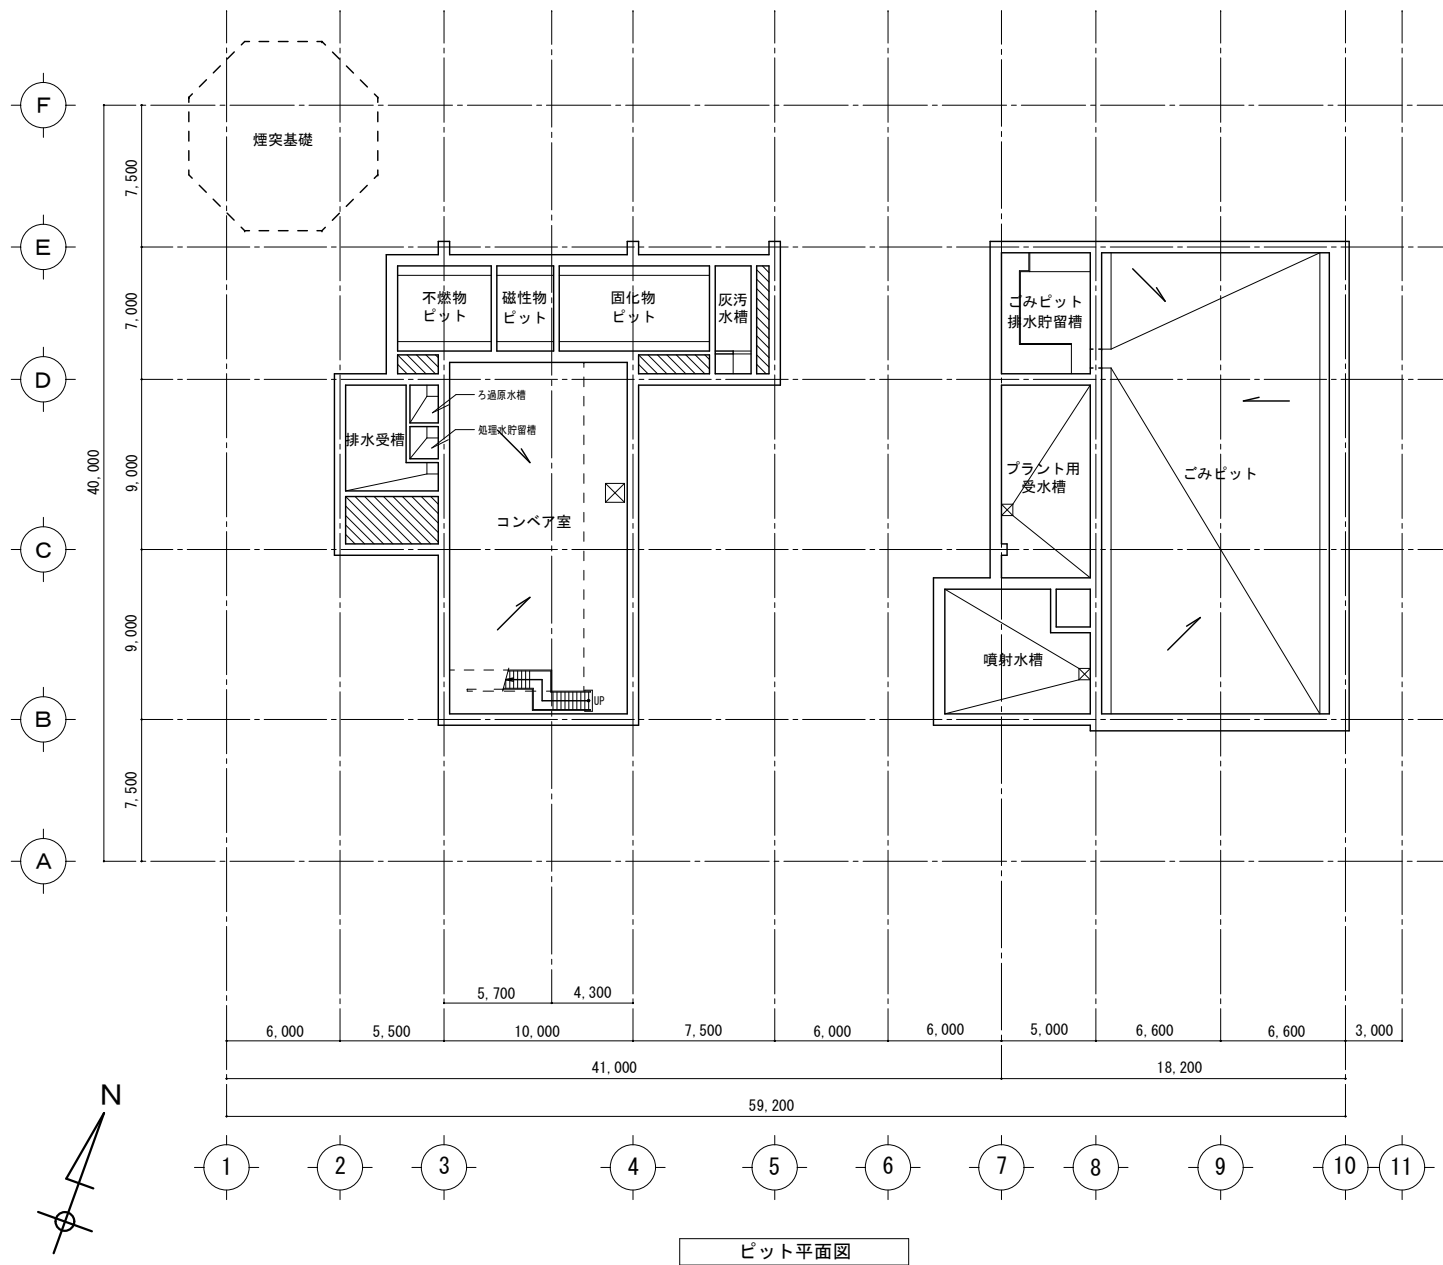 F
煙突基礎
7,500
E
不燃物
ピット
磁性物
ピット
固化物
ピット
灰汚
水槽
ごみピット
排水貯留槽
7,000
D
ろ過原水槽
処理水貯留槽
排水受槽
プラント用
受水槽
ごみピット
コンベア室
40,000
9,000
C
9,000
噴射水槽
UP
B
7,500
A
5,700
4,300
6,000
5,500
10,000
7,500
6,000
6,000
5,000
6,600
6,600
3,000
41,000
18,200
59,200
N
1
2
3
4
5
6
7
8
9
10
11
ピット平面図